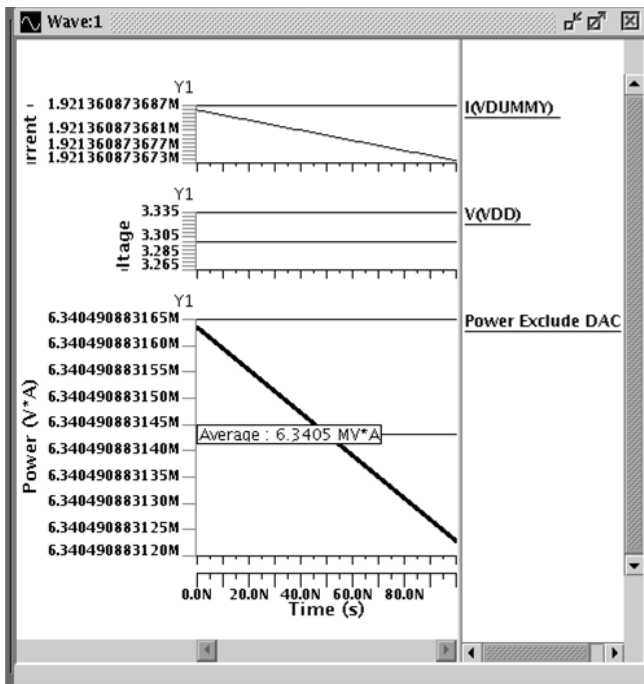 Wave:1
Y1
1.921360873687M
1.921360873681M
1.921360873677M
1.921360873673M
I(VDUMMY)
Y1
3.335
3.305
3.285
3.265
V(VDD)
Y1
6.3404908831​65M
6.340490883160M
6.340490883155M
6.340490883150M
6.340490883145M
6.340490883140M
6.340490883135M
6.340490883130M
6.340490883125M
6.340490883120M
Power (V*A)
Average : 6.3405 MV*A
Power Exclude DAC
0.0N 20.0N 40.0N 60.0N 80.0N
Time (s)